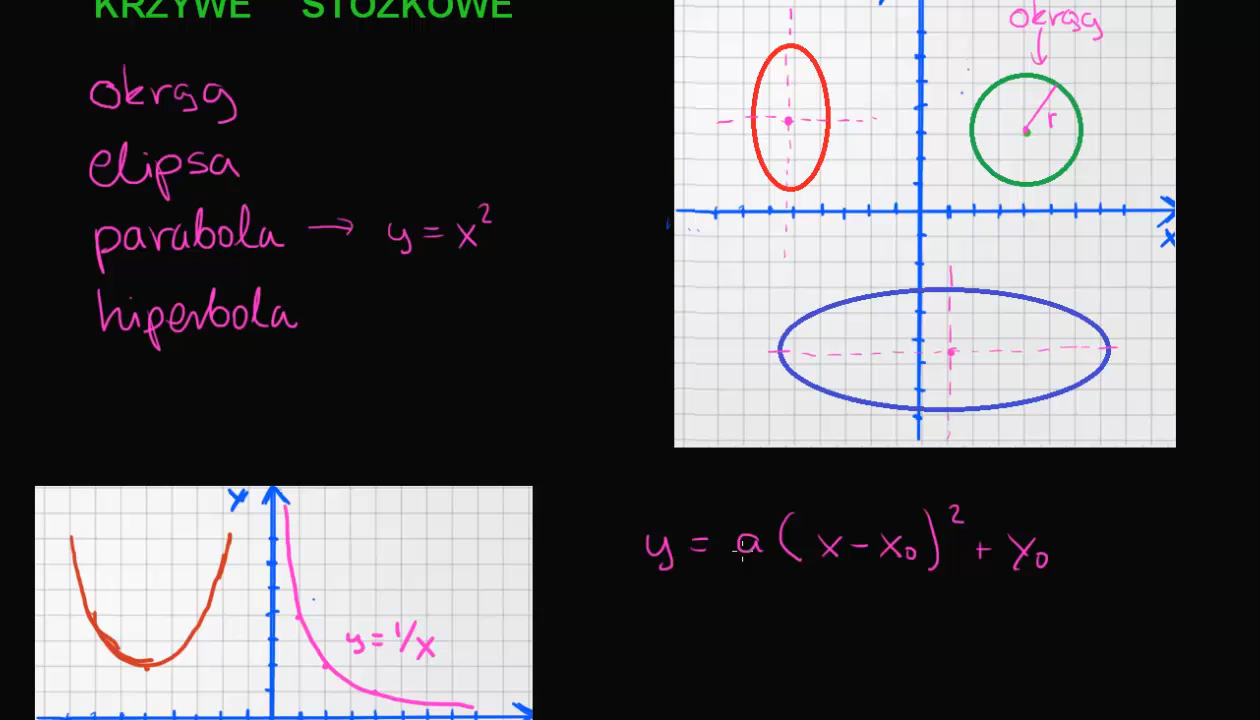 KRZYWE STOŻKOWE
okrąg
elipsa
parabola → y = x²
hiperbola
okrąg
r
x
y
y = 1/x
y = a(x - x₀)² + y₀